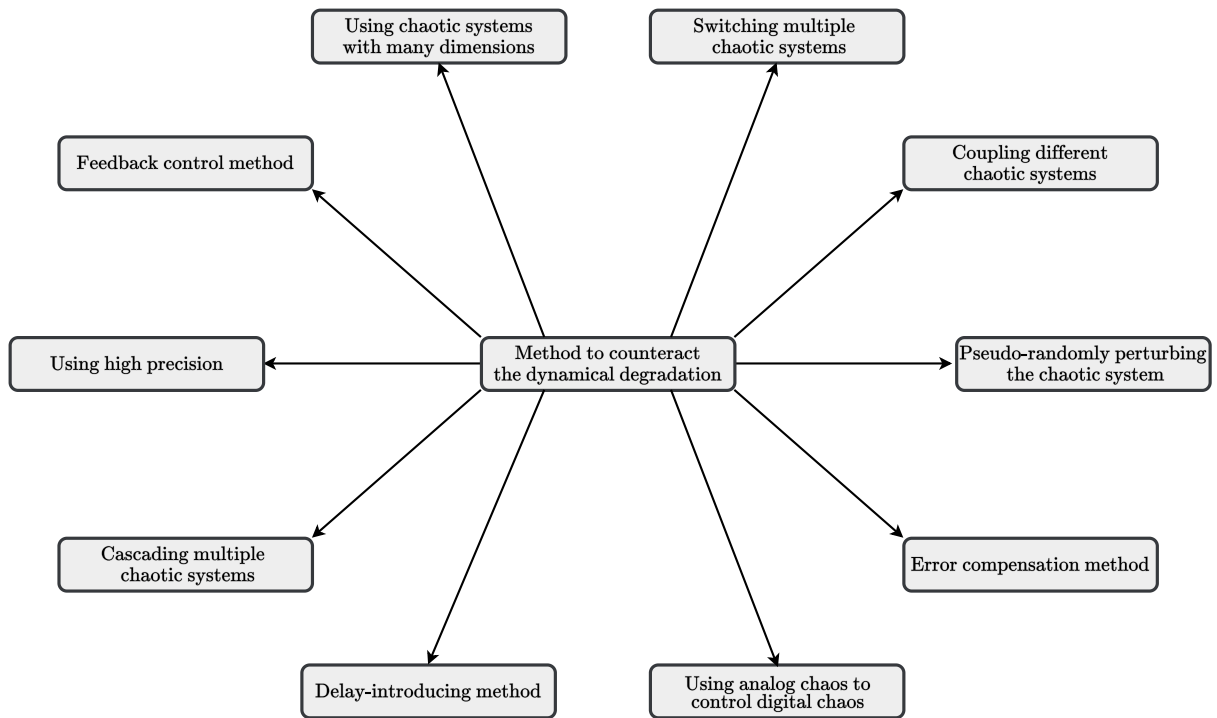 Using chaotic systems
with many dimensions
Switching multiple
chaotic systems
Feedback control method
Coupling different
chaotic systems
Using high precision
Method to counteract
the dynamical degradation
Pseudo-randomly perturbing
the chaotic system
Cascading multiple
chaotic systems
Error compensation method
Delay-introducing method
Using analog chaos to
control digital chaos